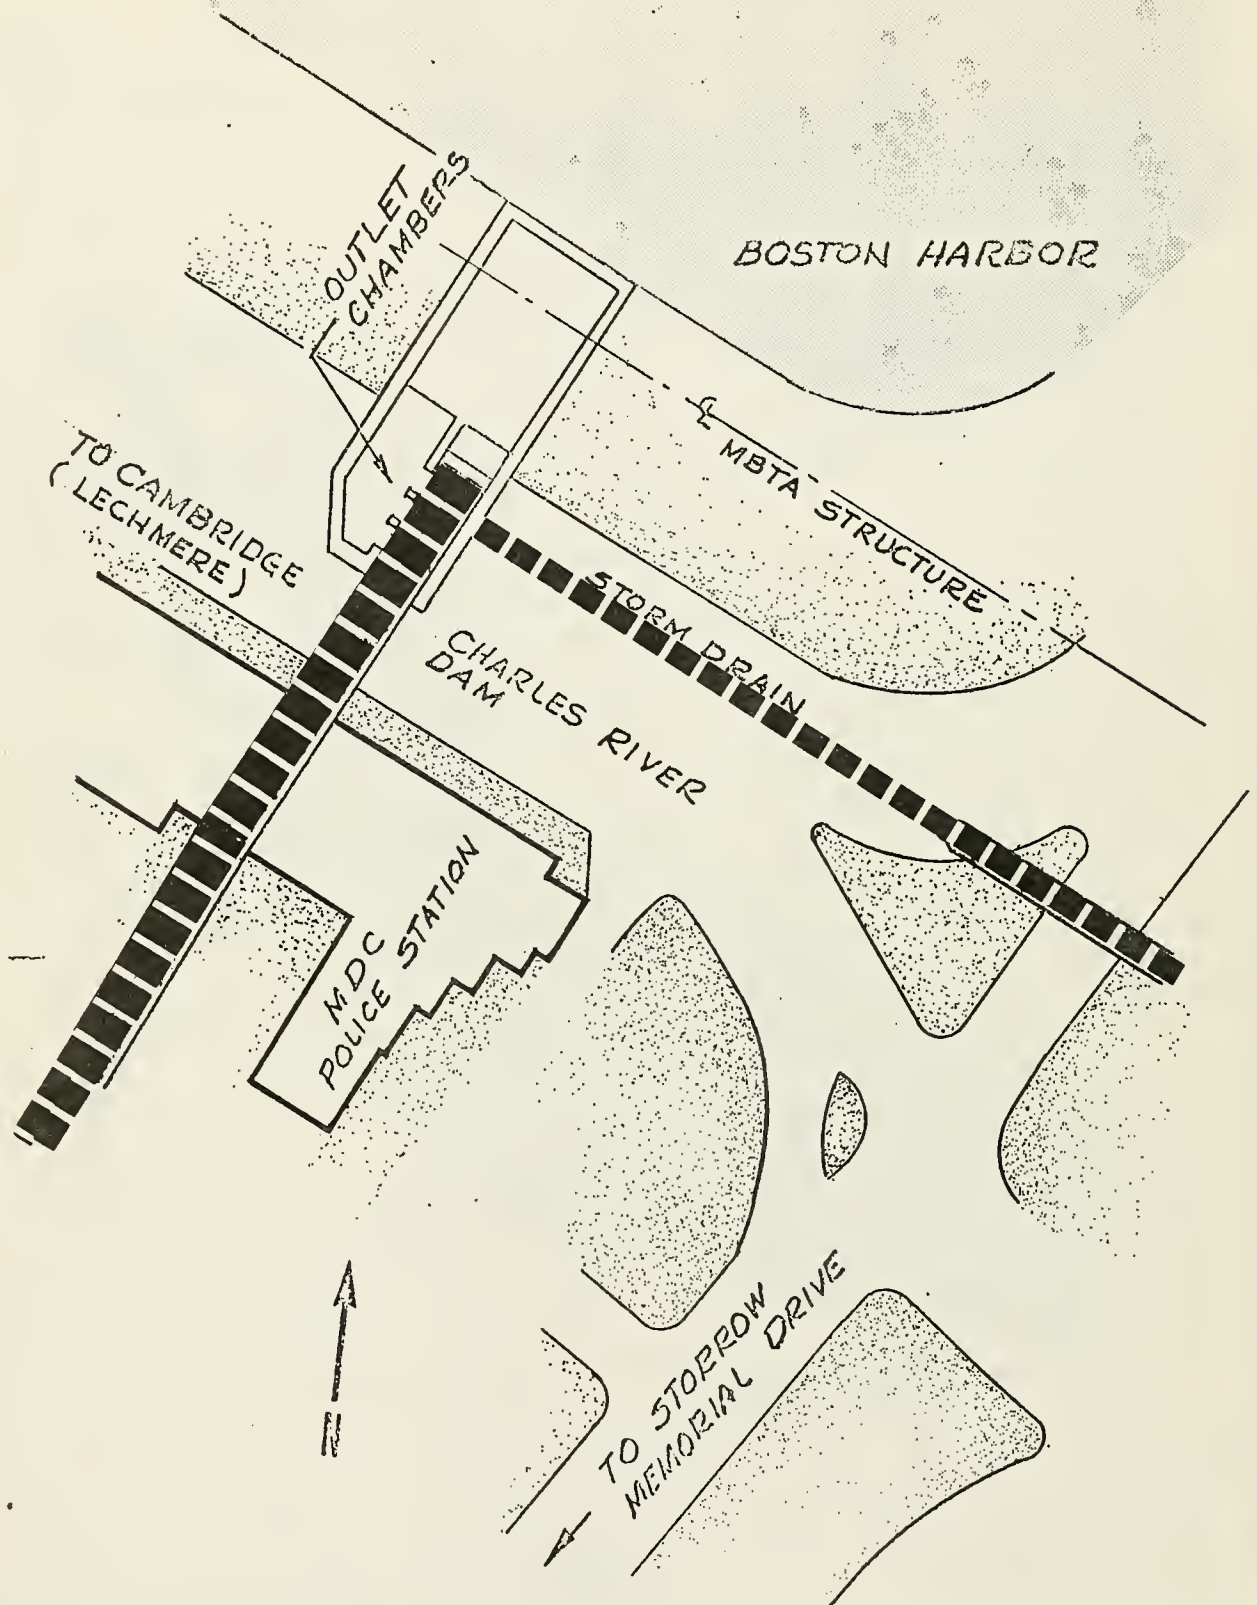 OUTLET
CHAMBERS
BOSTON HARBOR
TO CAMBRIDGE
(LECHMERE)
℄ MBTA STRUCTURE
STORM DRAIN
CHARLES RIVER
DAM
MDC
POLICE STATION
N
TO STORROW
MEMORIAL DRIVE